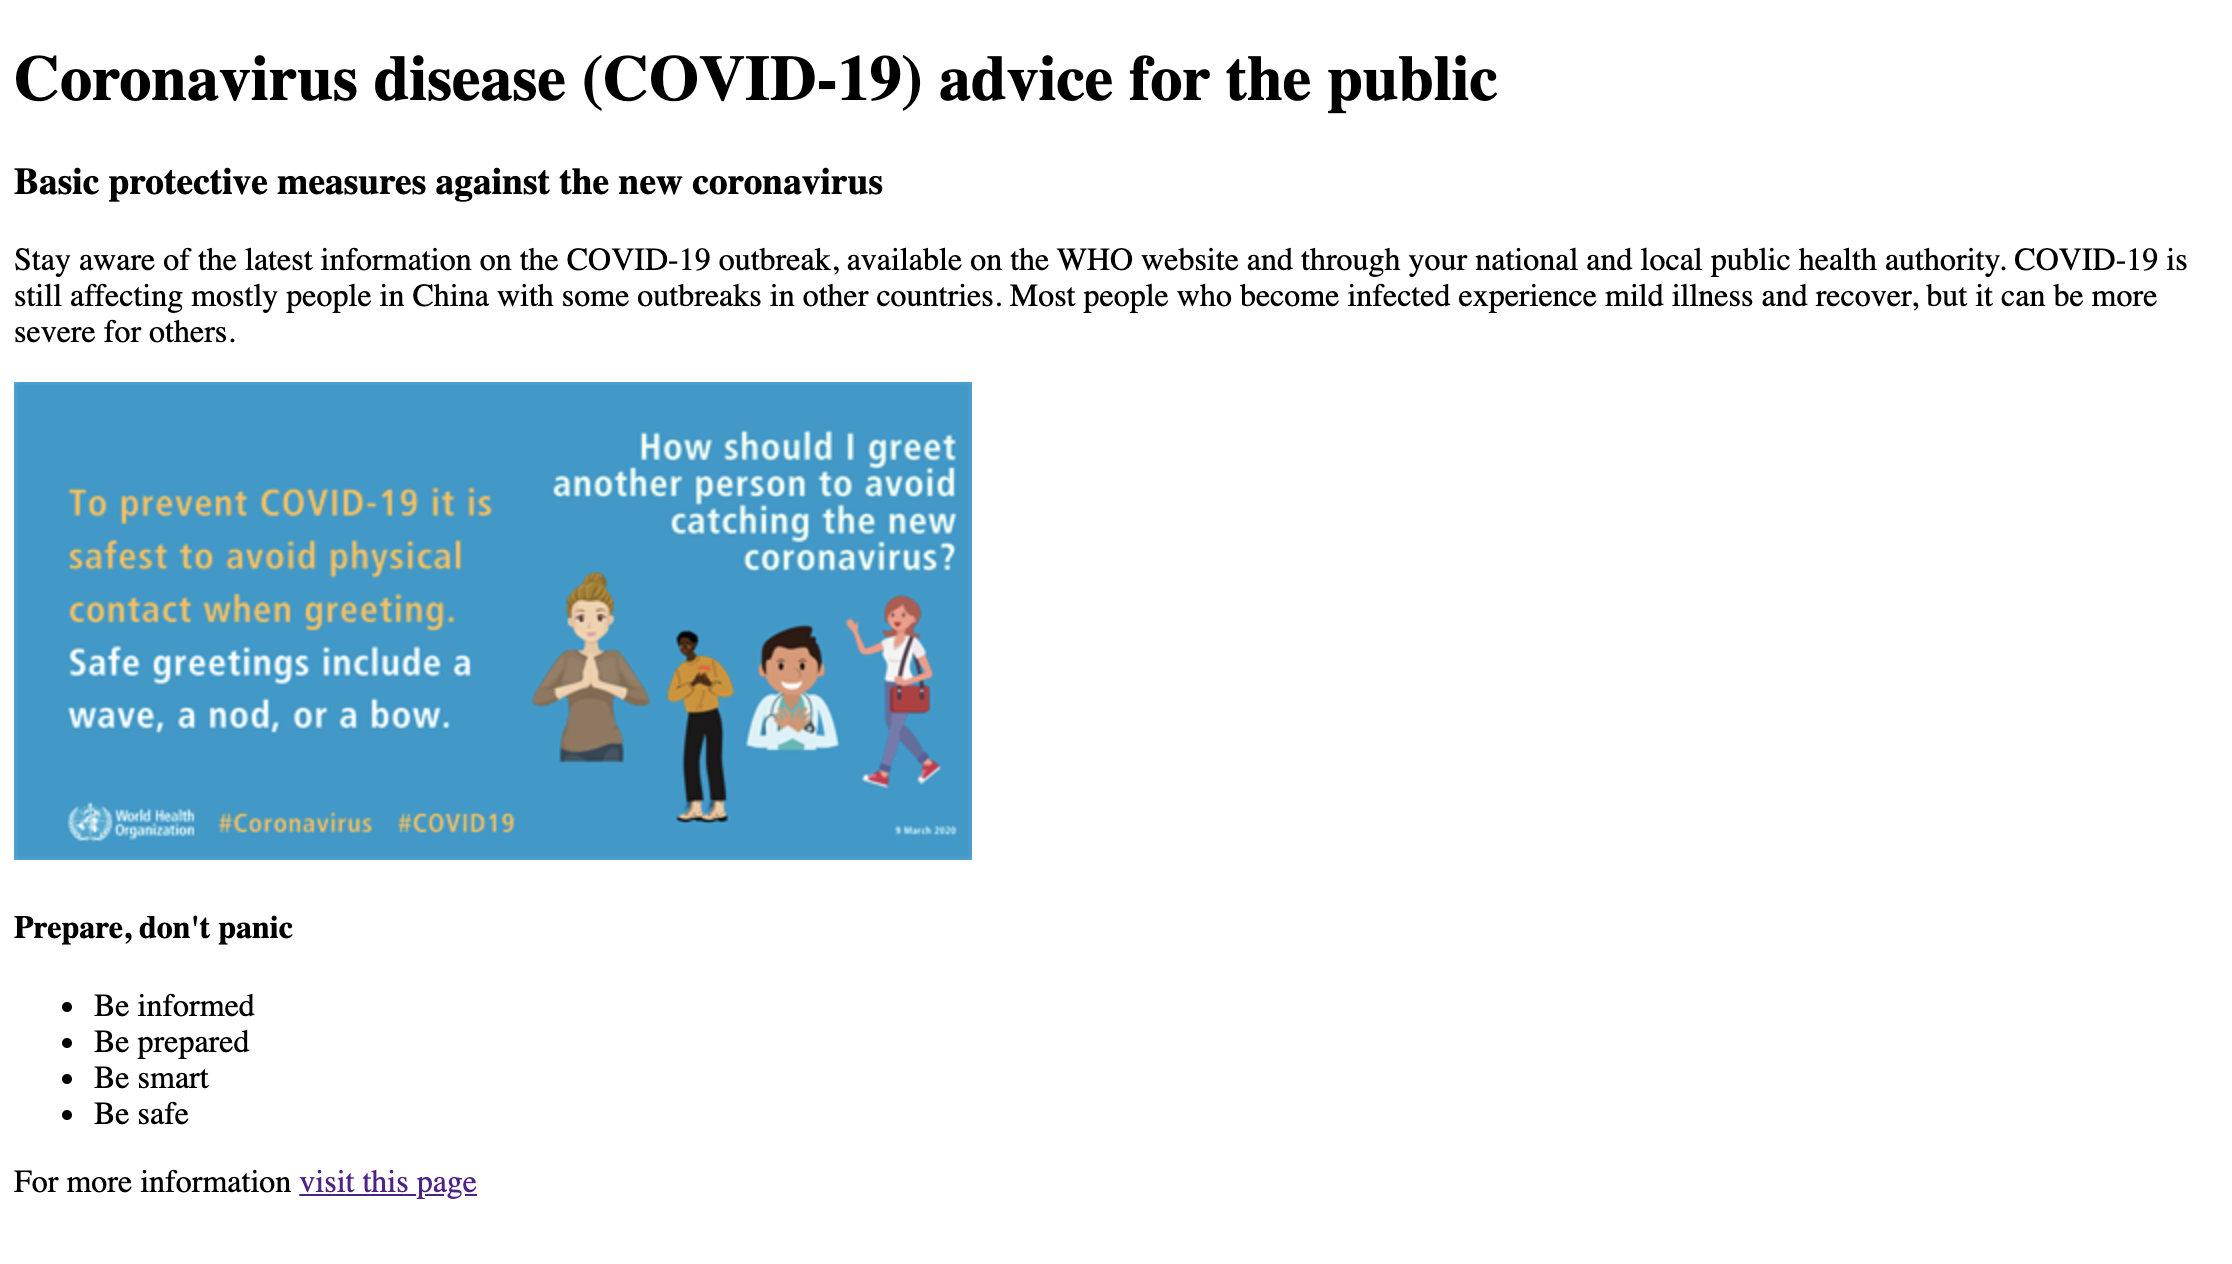 Coronavirus disease (COVID-19) advice for the public
Basic protective measures against the new coronavirus
Stay aware of the latest information on the COVID-19 outbreak, available on the WHO website and through your national and local public health authority. COVID-19 is
still affecting mostly people in China with some outbreaks in other countries. Most people who become infected experience mild illness and recover, but it can be more
severe for others.
To prevent COVID-19 it is
safest to avoid physical
contact when greeting.
Safe greetings include a
wave, a nod, or a bow.
How should I greet
another person to avoid
catching the new
coronavirus?
World Health
Organization
#Coronavirus #COVID19
9 March 2020
Prepare, don't panic
• Be informed
• Be prepared
• Be smart
• Be safe
For more information visit this page